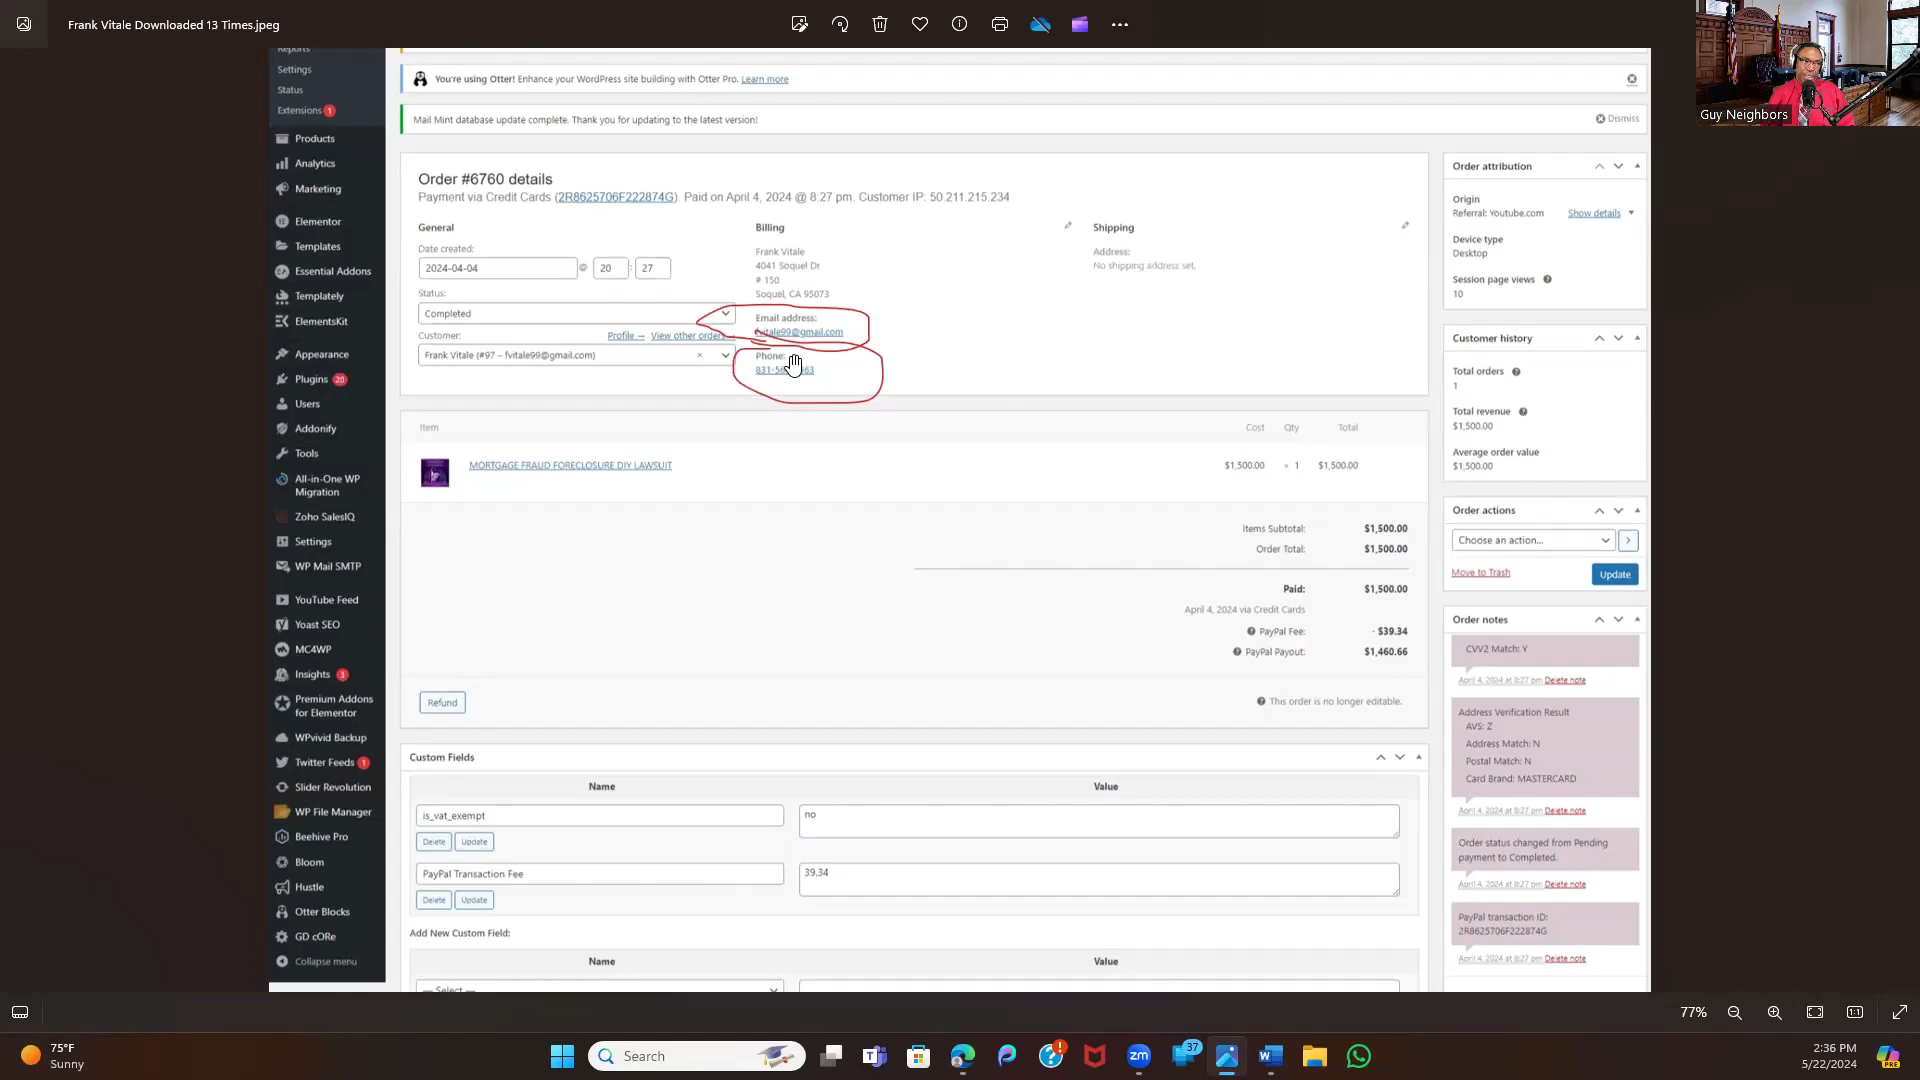 Frank Vitale Downloaded 13 Times.jpeg
Guy Neighbors
Reports
Settings
Status
Extensions 1
Products
Analytics
Marketing
Elementor
Templates
Essential Addons
Templately
ElementsKit
Appearance
Plugins 20
Users
Addonify
Tools
All-in-One WP
Migration
Zoho SalesIQ
Settings
WP Mail SMTP
YouTube Feed
Yoast SEO
MC4WP
Insights 3
Premium Addons
for Elementor
WPvivid Backup
Twitter Feeds 1
Slider Revolution
WP File Manager
Beehive Pro
Bloom
Hustle
Otter Blocks
GD cORe
Collapse menu
You're using Otter! Enhance your WordPress site building with Otter Pro. Learn more
Mail Mint database update complete. Thank you for updating to the latest version!
Dismiss
Order #6760 details
Payment via Credit Cards (2R8625706F222874G). Paid on April 4, 2024 @ 8:27 pm. Customer IP: 50.211.215.234
General
Date created:
2024-04-04 @ 20 : 27
Status:
Completed
Customer: Profile → View other orders
Frank Vitale (#97 – fvitale99@gmail.com) ×
Billing
Frank Vitale
4041 Soquel Dr
# 150
Soquel, CA 95073
Email address:
fvitale99@gmail.com
Phone:
Shipping
Address:
No shipping address set.
Item Cost Qty Total
MORTGAGE FRAUD FORECLOSURE DIY LAWSUIT $1,500.00 × 1 $1,500.00
Items Subtotal: $1,500.00
Order Total: $1,500.00
Paid: $1,500.00
April 4, 2024 via Credit Cards
PayPal Fee: - $39.34
PayPal Payout: $1,460.66
Refund
This order is no longer editable.
Custom Fields
Name Value
is_vat_exempt no
Delete Update
PayPal Transaction Fee 39.34
Delete Update
Add New Custom Field:
Name Value
— Select —
Order attribution
Origin
Referral: Youtube.com Show details
Device type
Desktop
Session page views
10
Customer history
Total orders
1
Total revenue
$1,500.00
Average order value
$1,500.00
Order actions
Choose an action...
Move to Trash Update
Order notes
CVV2 Match: Y
April 4, 2024 at 8:27 pm Delete note
Address Verification Result
AVS: Z
Address Match: N
Postal Match: N
Card Brand: MASTERCARD
April 4, 2024 at 8:27 pm Delete note
Order status changed from Pending
payment to Completed.
April 4, 2024 at 8:27 pm Delete note
PayPal transaction ID:
2R8625706F222874G
April 4, 2024 at 8:27 pm Delete note
77%
1:1
75°F
Sunny
Search
zm
37
PRE
2:36 PM
5/22/2024